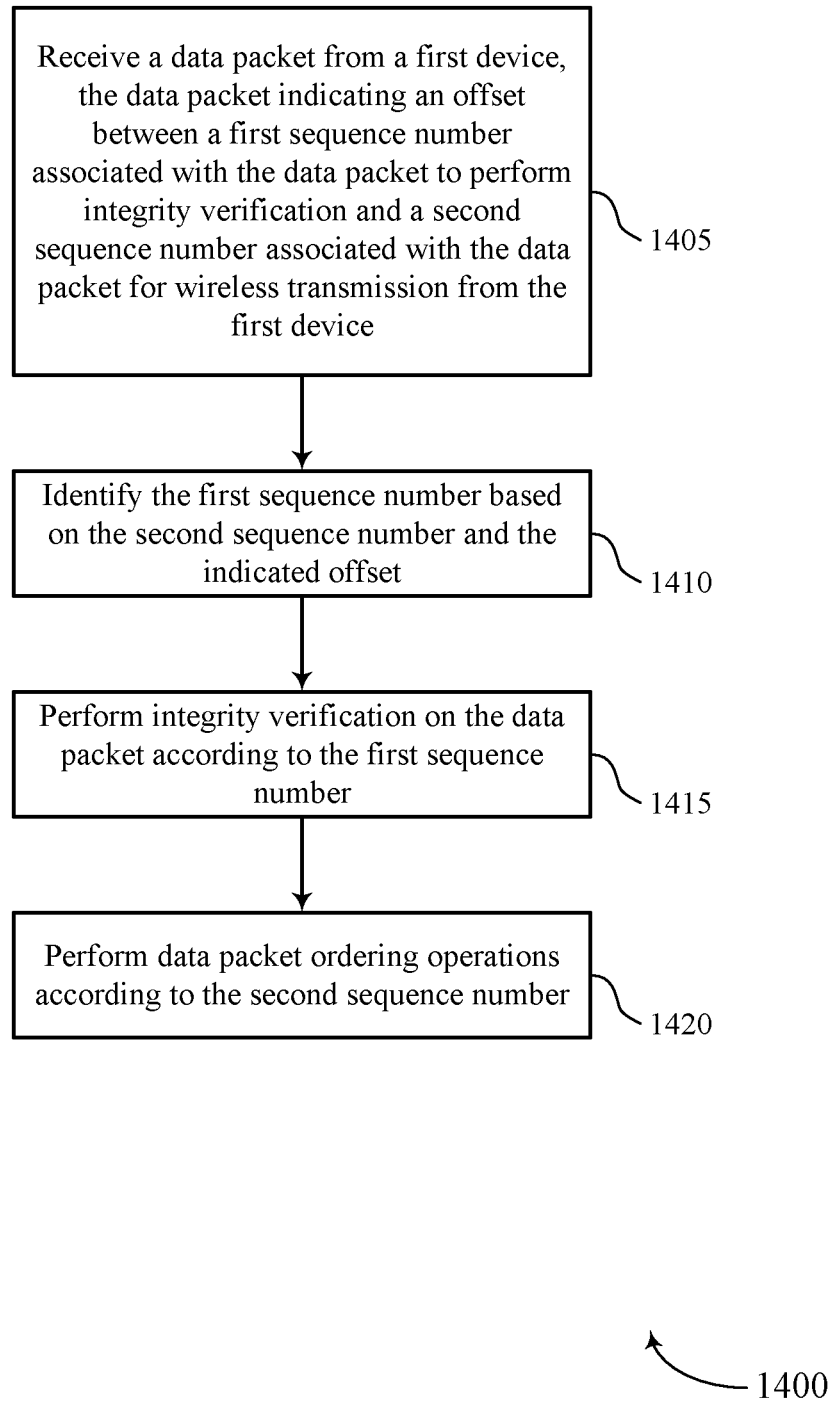 Receive a data packet from a first device,
the data packet indicating an offset
between a first sequence number
associated with the data packet to perform
integrity verification and a second
sequence number associated with the data
packet for wireless transmission from the
first device
1405
Identify the first sequence number based
on the second sequence number and the
indicated offset
1410
Perform integrity verification on the data
packet according to the first sequence
number
1415
Perform data packet ordering operations
according to the second sequence number
1420
1400